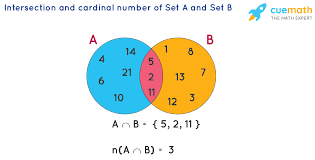 Intersection and cardinal number of Set A and Set B
cuemath
THE MATH EXPERT
A
B
4
14
6
21
10
5
2
11
1
8
7
13
12
3
A ∩ B = { 5, 2, 11 }
n(A ∩ B) = 3